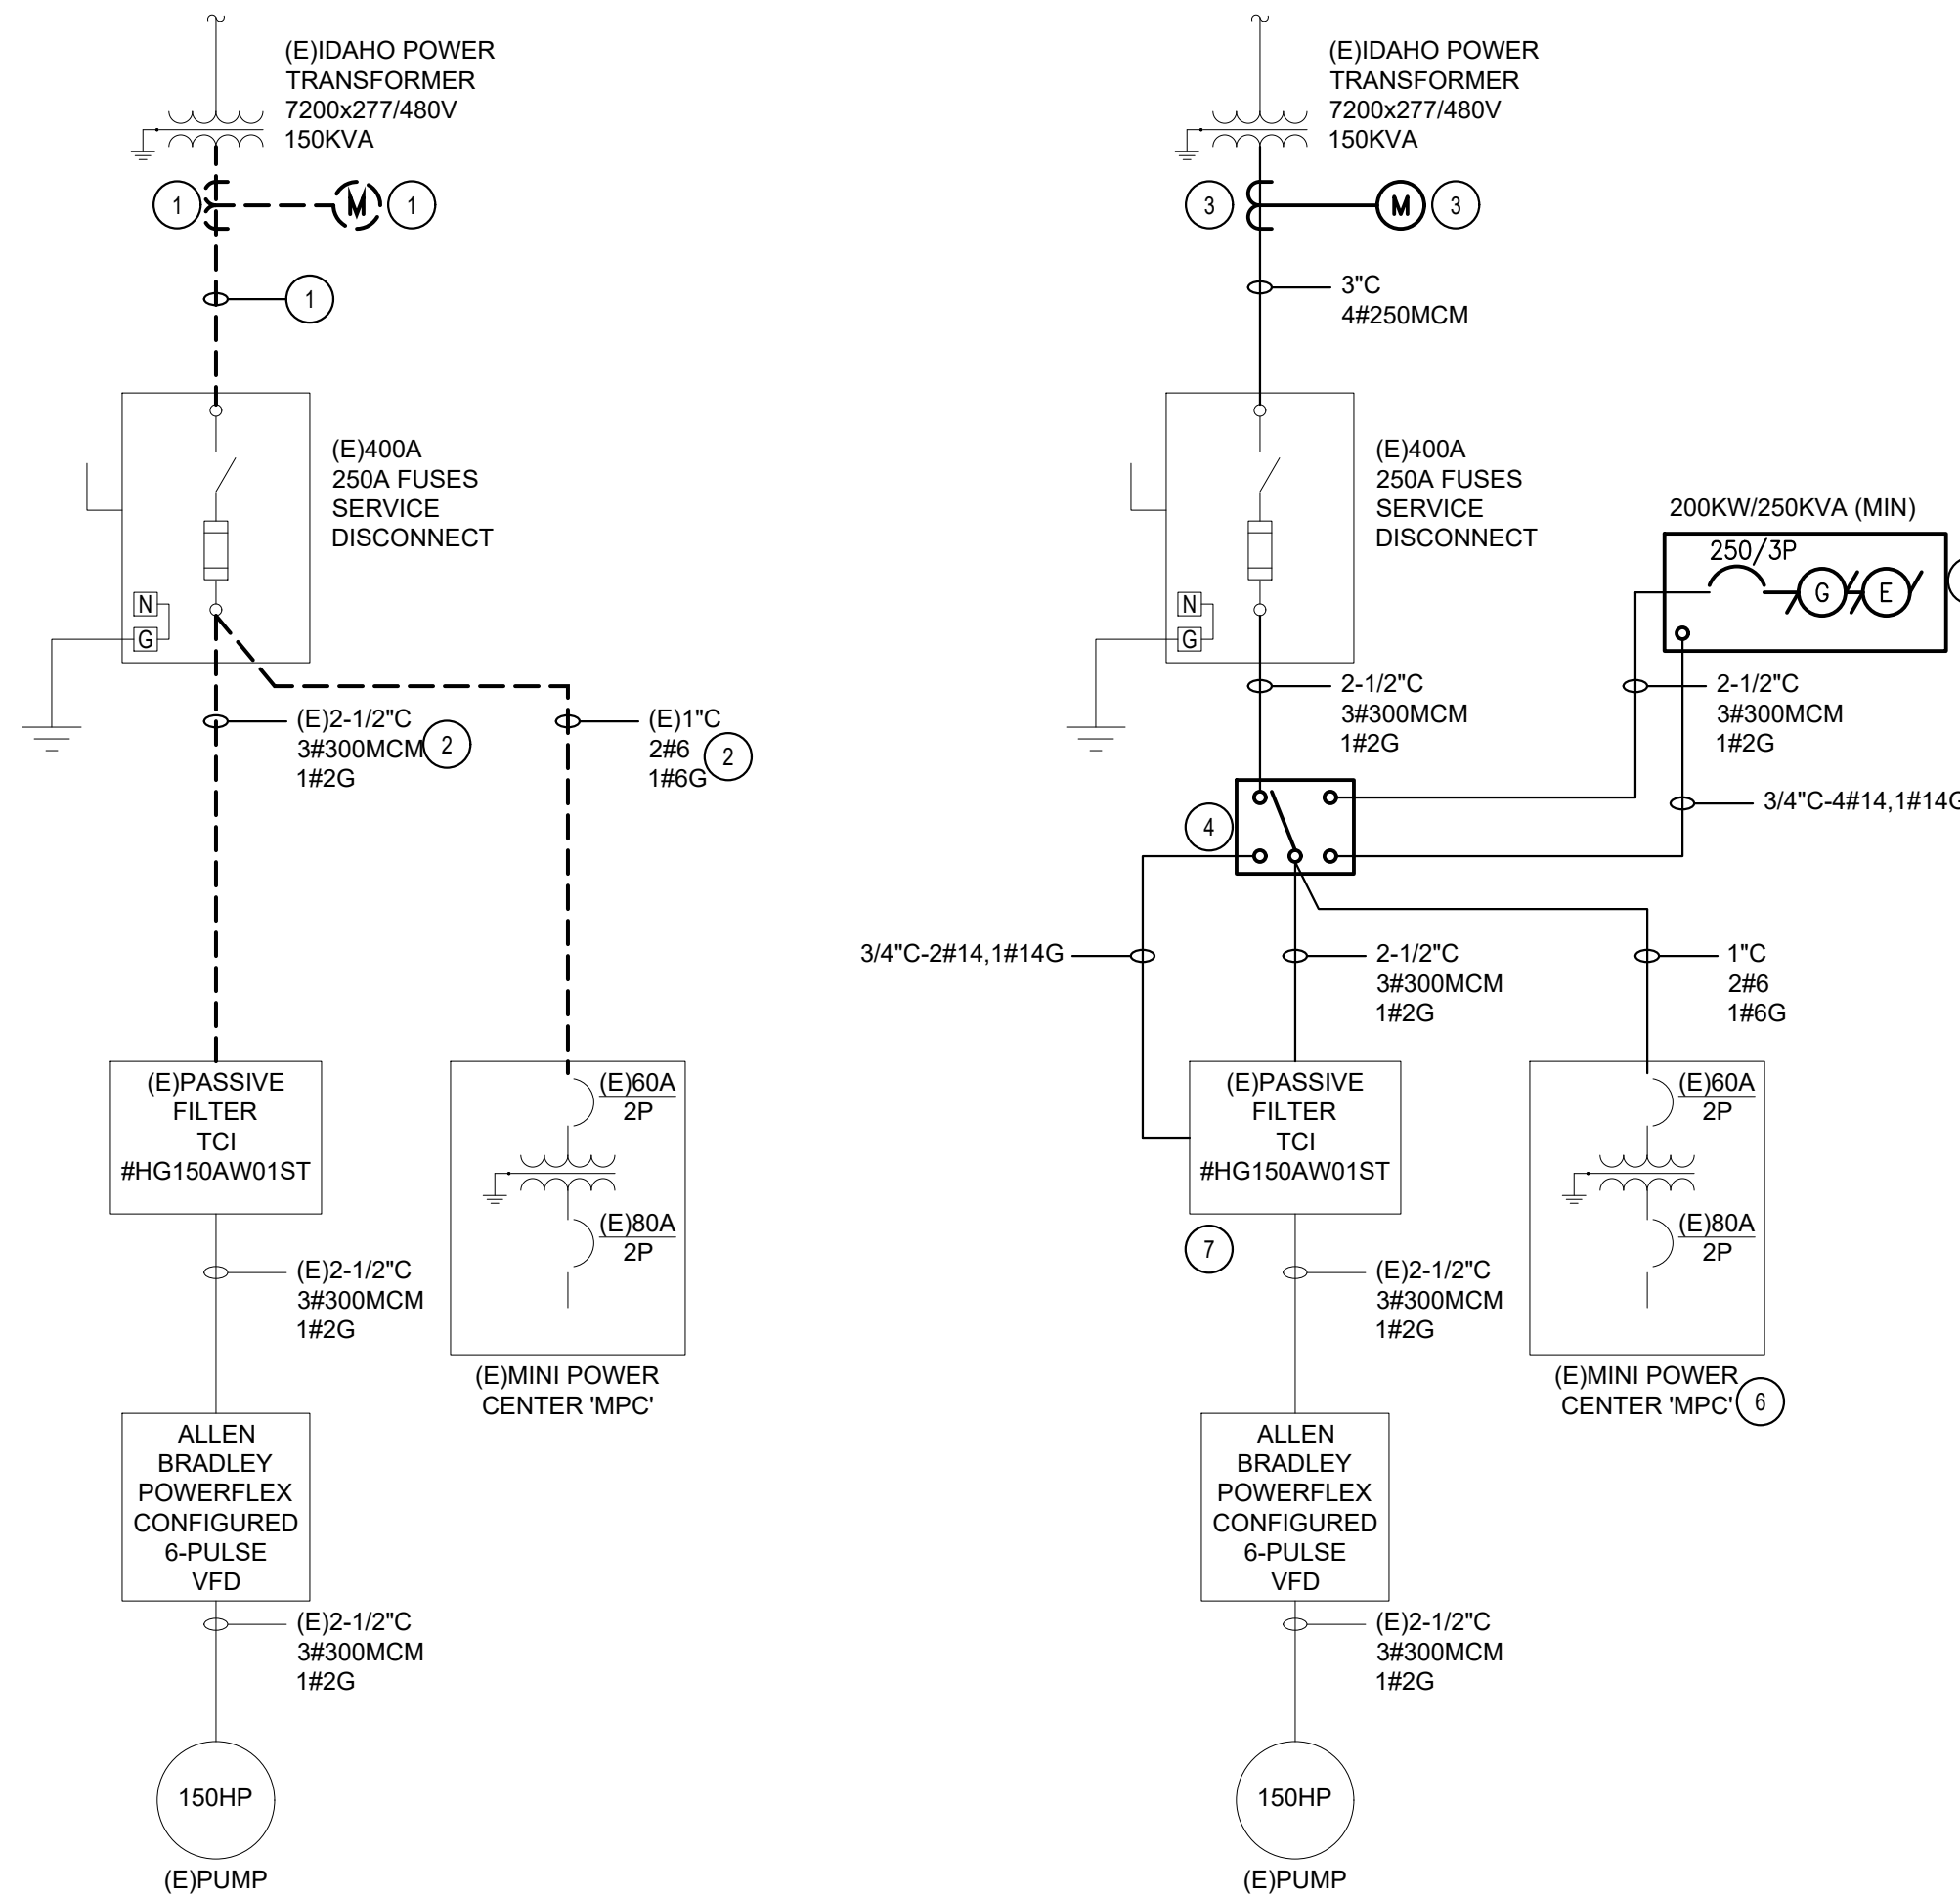 (E)IDAHO POWER
TRANSFORMER
7200x277/480V
150KVA
1
M
1
1
(E)400A
250A FUSES
SERVICE
DISCONNECT
N
G
(E)2-1/2"C
3#300MCM
1#2G
2
(E)1"C
2#6
1#6G
2
(E)PASSIVE
FILTER
TCI
#HG150AW01ST
(E)60A
2P
(E)80A
2P
(E)MINI POWER
CENTER 'MPC'
(E)2-1/2"C
3#300MCM
1#2G
ALLEN
BRADLEY
POWERFLEX
CONFIGURED
6-PULSE
VFD
(E)2-1/2"C
3#300MCM
1#2G
150HP
(E)PUMP
(E)IDAHO POWER
TRANSFORMER
7200x277/480V
150KVA
3
M
3
3"C
4#250MCM
(E)400A
250A FUSES
SERVICE
DISCONNECT
N
G
200KW/250KVA (MIN)
250/3P
G
E
2-1/2"C
3#300MCM
1#2G
2-1/2"C
3#300MCM
1#2G
4
3/4"C-4#14,1#14G
3/4"C-2#14,1#14G
2-1/2"C
3#300MCM
1#2G
1"C
2#6
1#6G
(E)PASSIVE
FILTER
TCI
#HG150AW01ST
7
(E)60A
2P
(E)80A
2P
(E)MINI POWER
CENTER 'MPC'
6
(E)2-1/2"C
3#300MCM
1#2G
ALLEN
BRADLEY
POWERFLEX
CONFIGURED
6-PULSE
VFD
(E)2-1/2"C
3#300MCM
1#2G
150HP
(E)PUMP